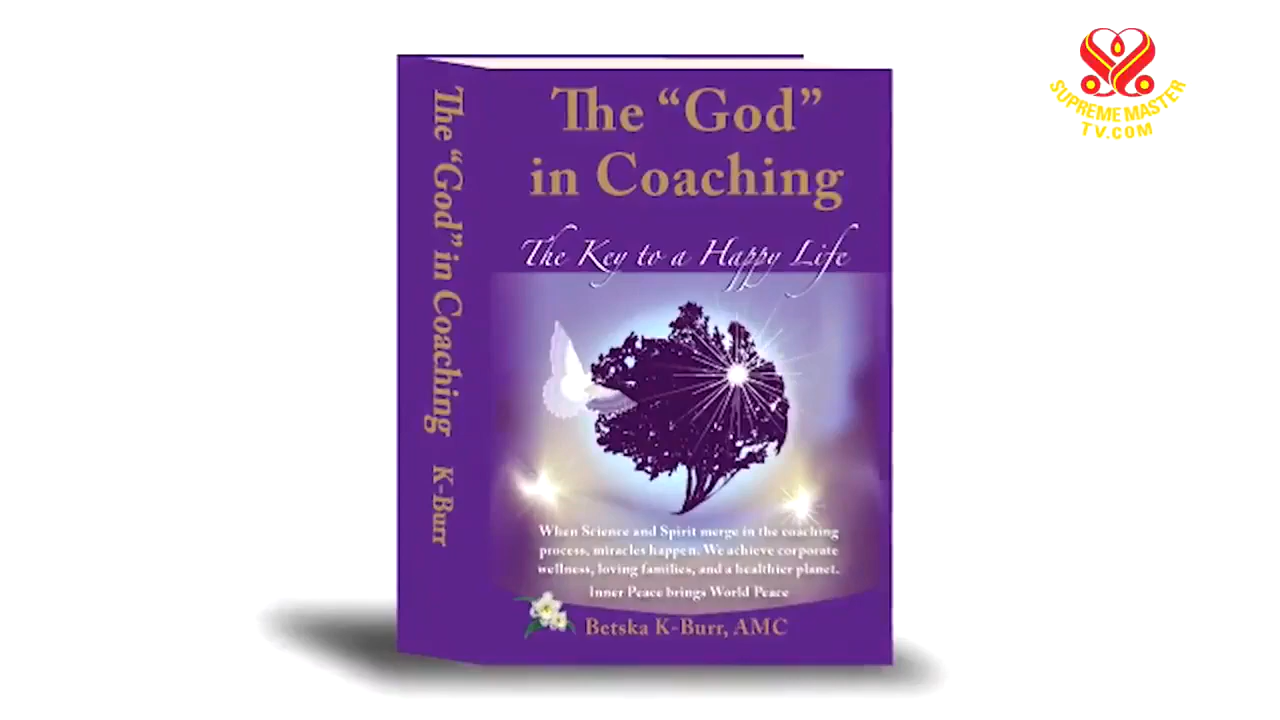 The “God” in Coaching K-Burr
The “God”
in Coaching
The Key to a Happy Life
When Science and Spirit merge in the coaching
process, miracles happen. We achieve corporate
wellness, loving families, and a healthier planet.
Inner Peace brings World Peace
Betska K-Burr, AMC
SUPREME MASTER
TV.COM